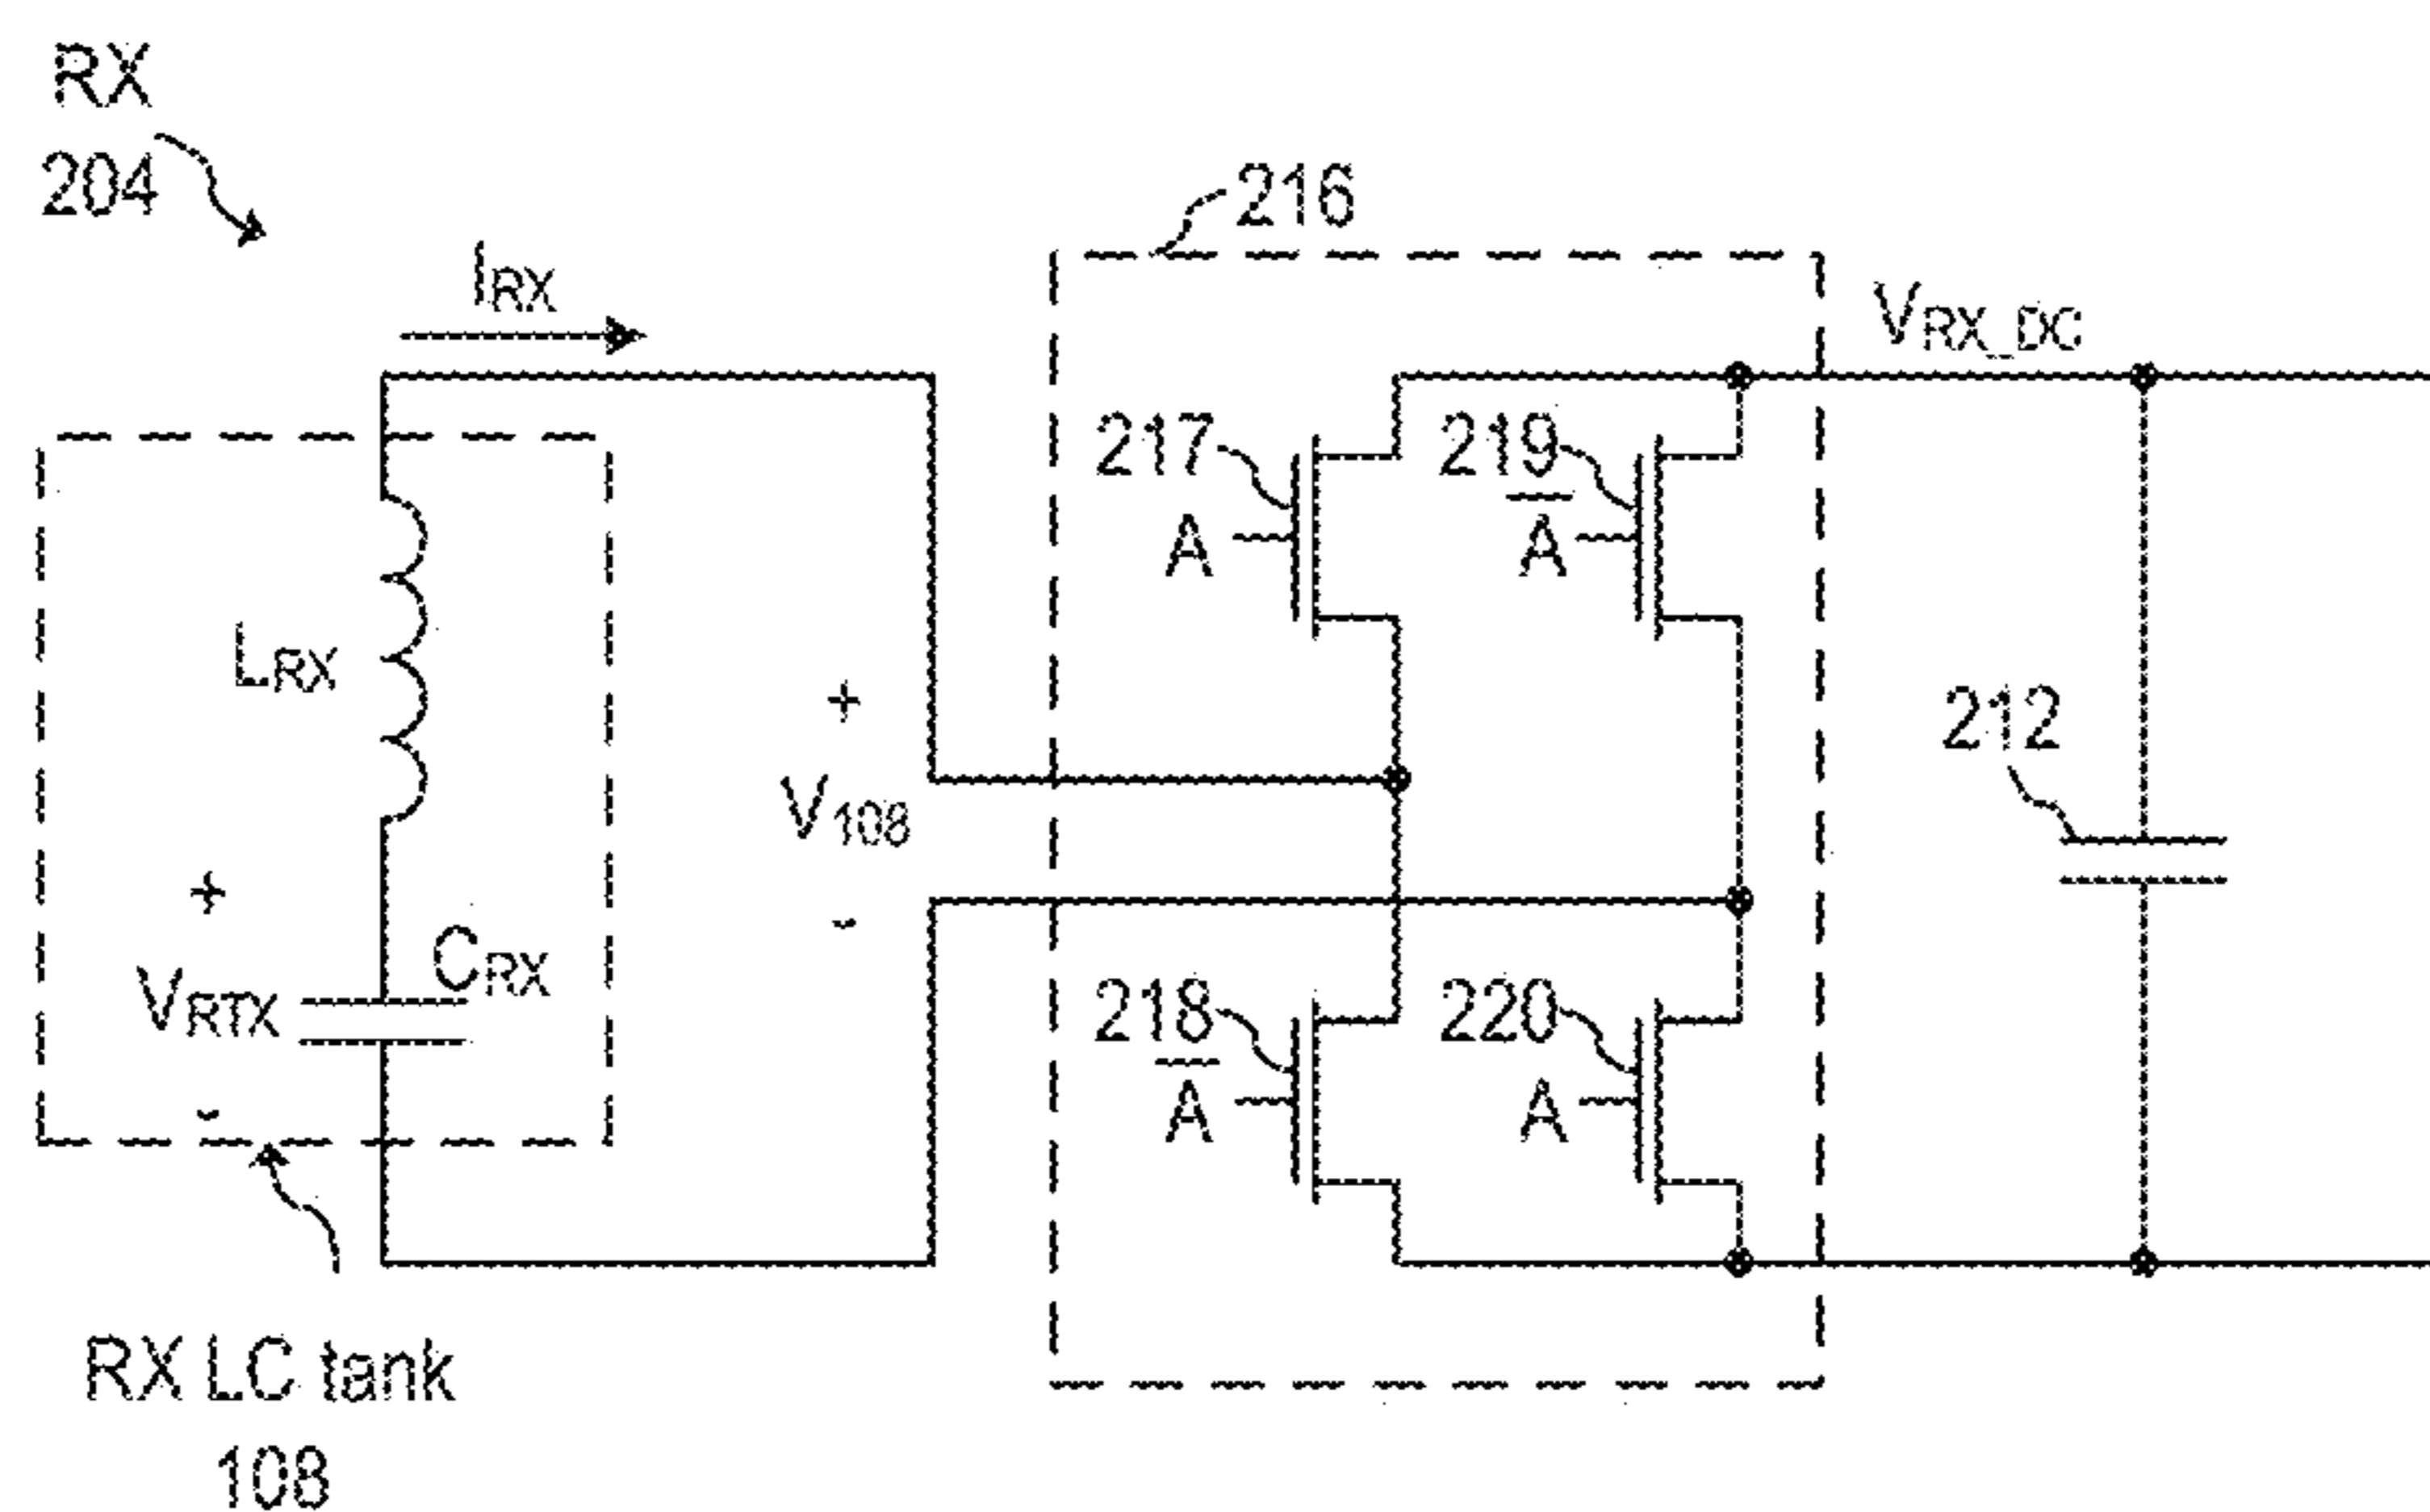 RX
204
216
IRX
VRX_DC
217
219
A
A̅
LRX
212
+
V108
-
+
CRX
VRTX
-
218
220
A̅
A
RX LC tank
108